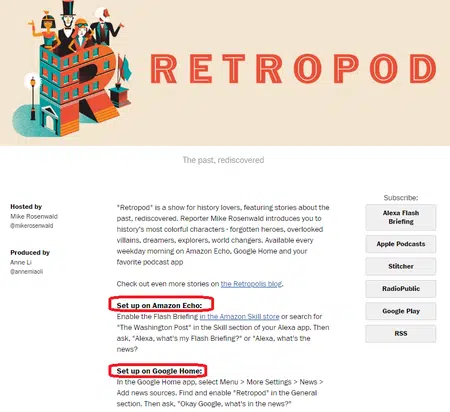 RETROPOD
The past, rediscovered
Hosted by
Mike Rosenwald
@mikerosenwald
Produced by
Anne Li
@annemiaoli
"Retropod" is a show for history lovers, featuring stories about the
past, rediscovered. Reporter Mike Rosenwald introduces you to
history's most colorful characters - forgotten heroes, overlooked
villains, dreamers, explorers, world changers. Available every
weekday morning on Amazon Echo, Google Home and your
favorite podcast app
Check out even more stories on the Retropolis blog.
Set up on Amazon Echo:
Enable the Flash Briefing in the Amazon Skill store or search for
"The Washington Post" in the Skill section of your Alexa app. Then
ask, "Alexa, what's my Flash Briefing?" or "Alexa, what's the
news?"
Set up on Google Home:
In the Google Home app, select Menu > More Settings > News >
Add news sources. Find and enable "Retropod" in the General
section. Then ask, "Okay Google, what's in the news?"
Subscribe:
Alexa Flash
Briefing
Apple Podcasts
Stitcher
RadioPublic
Google Play
RSS